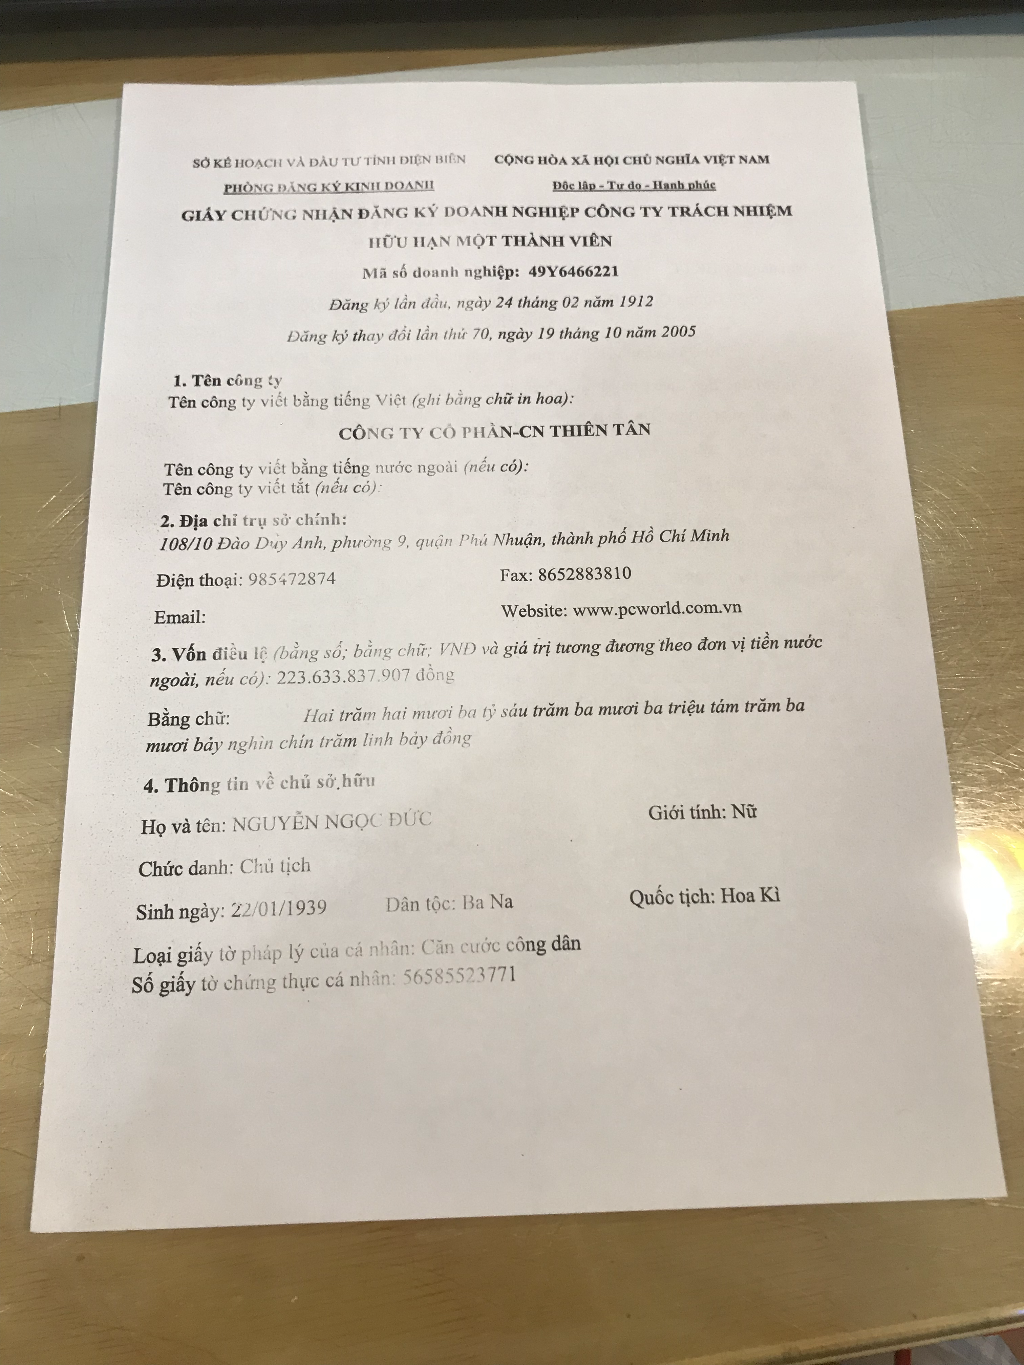 SỞ KẾ HOẠCH VÀ ĐẦU TƯ TỈNH ĐIỆN BIÊN
CỘNG HÒA XÃ HỘI CHỦ NGHĨA VIỆT NAM
PHÒNG ĐĂNG KÝ KINH DOANH
Độc lập - Tự do - Hạnh phúc
GIẤY CHỨNG NHẬN ĐĂNG KÝ DOANH NGHIỆP CÔNG TY TRÁCH NHIỆM
HỮU HẠN MỘT THÀNH VIÊN
Mã số doanh nghiệp: 49Y6466221
Đăng ký lần đầu, ngày 24 tháng 02 năm 1912
Đăng ký thay đổi lần thứ 70, ngày 19 tháng 10 năm 2005
1. Tên công ty
Tên công ty viết bằng tiếng Việt (ghi bằng chữ in hoa):
CÔNG TY CỔ PHẦN-CN THIÊN TÂN
Tên công ty viết bằng tiếng nước ngoài (nếu có):
Tên công ty viết tắt (nếu có):
2. Địa chỉ trụ sở chính:
108/10 Đào Duy Anh, phường 9, quận Phú Nhuận, thành phố Hồ Chí Minh
Điện thoại: 985472874
Fax: 8652883810
Email:
Website: www.pcworld.com.vn
3. Vốn điều lệ (bằng số; bằng chữ; VNĐ và giá trị tương đương theo đơn vị tiền nước
ngoài, nếu có): 223.633.837.907 đồng
Bằng chữ: Hai trăm hai mươi ba tỷ sáu trăm ba mươi ba triệu tám trăm ba
mươi bảy nghìn chín trăm linh bảy đồng
4. Thông tin về chủ sở hữu
Họ và tên: NGUYỄN NGỌC ĐỨC
Giới tính: Nữ
Chức danh: Chủ tịch
Sinh ngày: 22/01/1939
Dân tộc: Ba Na
Quốc tịch: Hoa Kì
Loại giấy tờ pháp lý của cá nhân: Căn cước công dân
Số giấy tờ chứng thực cá nhân: 56585523771